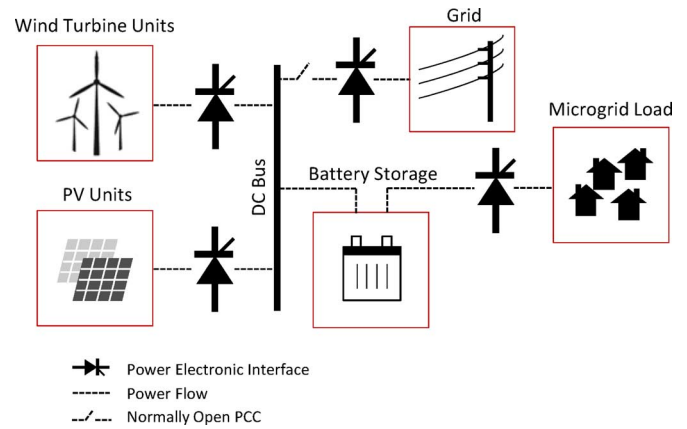 Wind Turbine Units
Grid
Microgrid Load
DC Bus
Battery Storage
PV Units
Power Electronic Interface
Power Flow
Normally Open PCC